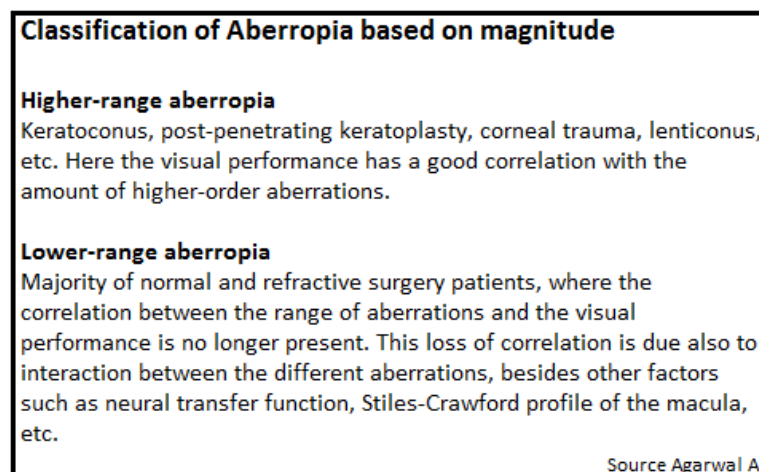 Classification of Aberropia based on magnitude
Higher-range aberropia
Keratoconus, post-penetrating keratoplasty, corneal trauma, lenticonus,
etc. Here the visual performance has a good correlation with the
amount of higher-order aberrations.
Lower-range aberropia
Majority of normal and refractive surgery patients, where the
correlation between the range of aberrations and the visual
performance is no longer present. This loss of correlation is due also to
interaction between the different aberrations, besides other factors
such as neural transfer function, Stiles-Crawford profile of the macula,
etc.
Source Agarwal A